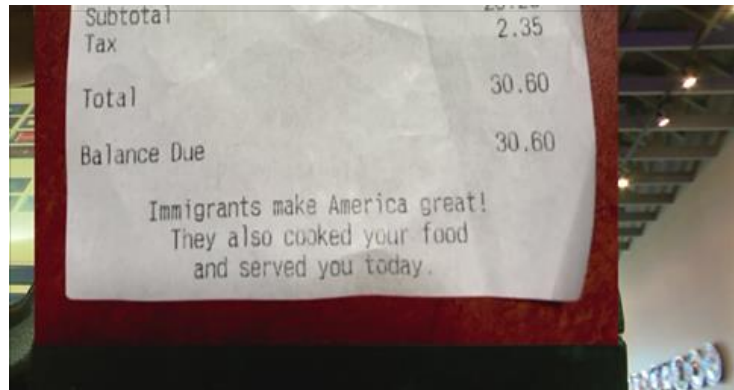 Subtotal
Tax 2.35
Total 30.60
Balance Due 30.60
Immigrants make America great!
They also cooked your food
and served you today.